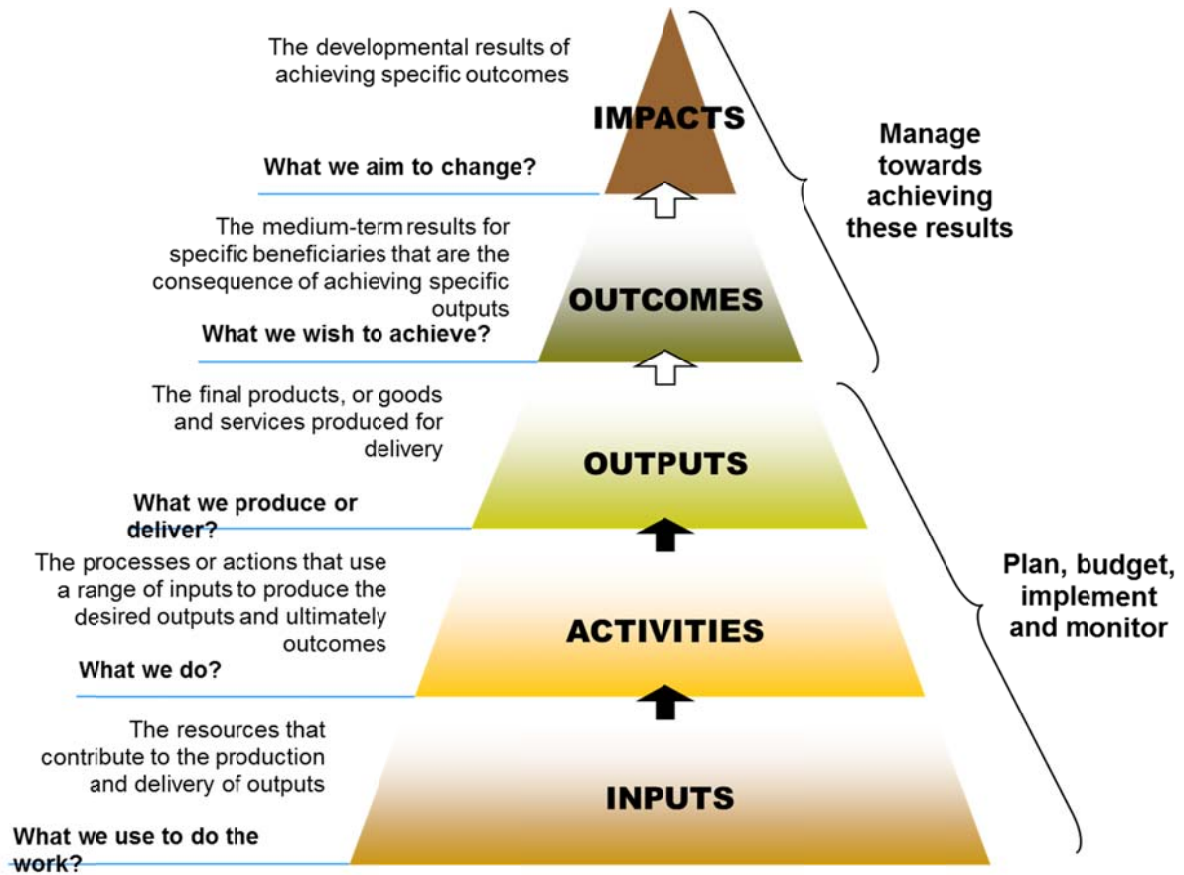 The developmental results of
achieving specific outcomes
IMPACTS
What we aim to change?
Manage
towards
achieving
these results
The medium-term results for
specific beneficiaries that are the
consequence of achieving specific
outputs
OUTCOMES
What we wish to achieve?
The final products, or goods
and services produced for
delivery
OUTPUTS
What we produce or
deliver?
The processes or actions that use
a range of inputs to produce the
desired outputs and ultimately
outcomes
ACTIVITIES
What we do?
Plan, budget,
implement
and monitor
The resources that
contribute to the production
and delivery of outputs
INPUTS
What we use to do the
work?